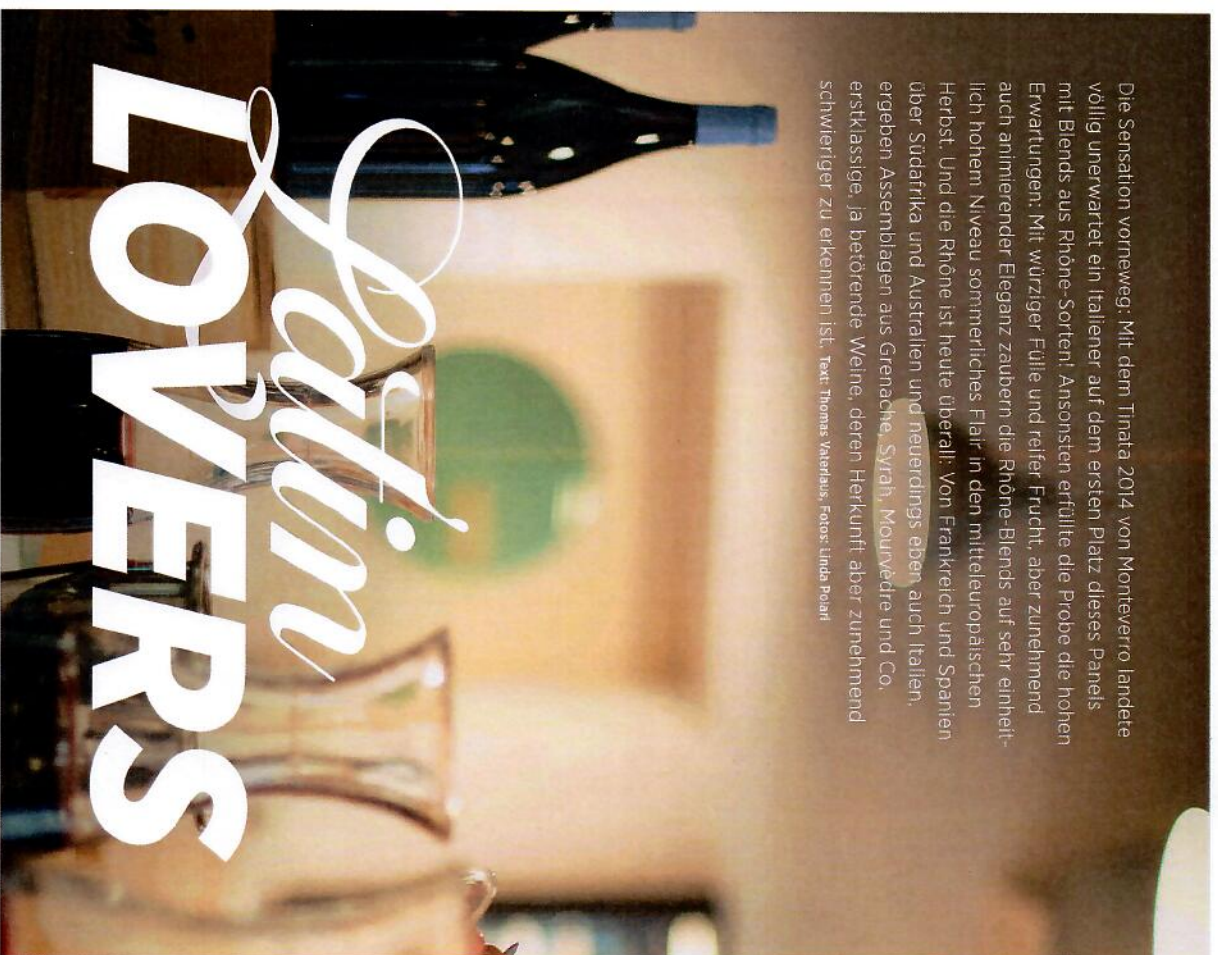 Die Sensation vorneweg: Mit dem Tinata 2014 von Monteverro landete
völlig unerwartet ein Italiener auf dem ersten Platz dieses Panels
mit Blends aus Rhône-Sorten! Ansonsten erfüllte die Probe die hohen
Erwartungen: Mit würziger Fülle und reifer Frucht, aber zunehmend
auch animierender Eleganz zaubern die Rhône-Blends auf sehr einheit-
lich hohem Niveau sommerliches Flair in den mitteleuropäischen
Herbst. Und die Rhône ist heute überall: Von Frankreich und Spanien
über Südafrika und Australien und neuerdings eben auch Italien,
ergeben Assemblagen aus Grenache, Syrah, Mourvèdre und Co.
erstklassige, ja betörende Weine, deren Herkunft aber zunehmend
schwieriger zu erkennen ist. Text: Thomas Vaterlaus, Fotos: Linda Polari
Latin
LOVERS